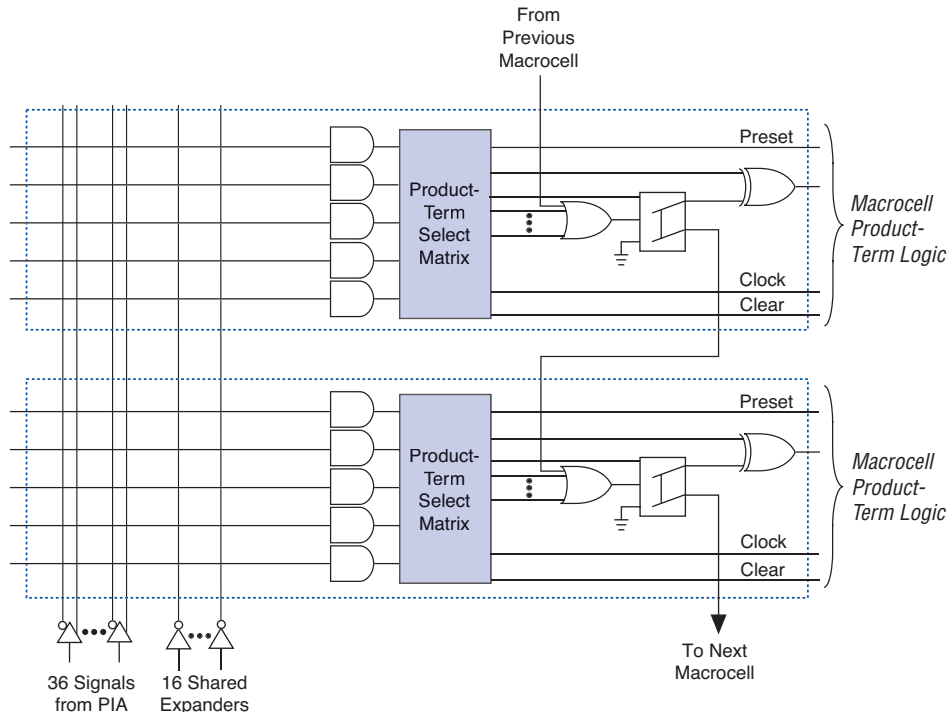 From
Previous
Macrocell
Preset
Product-
Term
Select
Matrix
Macrocell
Product-
Term Logic
Clock
Clear
Preset
Product-
Term
Select
Matrix
Macrocell
Product-
Term Logic
Clock
Clear
36 Signals
from PIA
16 Shared
Expanders
To Next
Macrocell